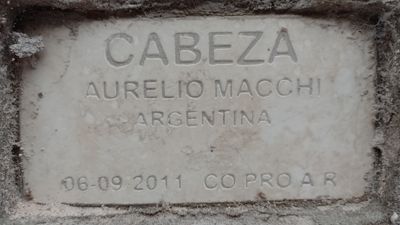 CABEZA
AURELIO MACCHI
ARGENTINA
06-09 2011 CO PRO A R